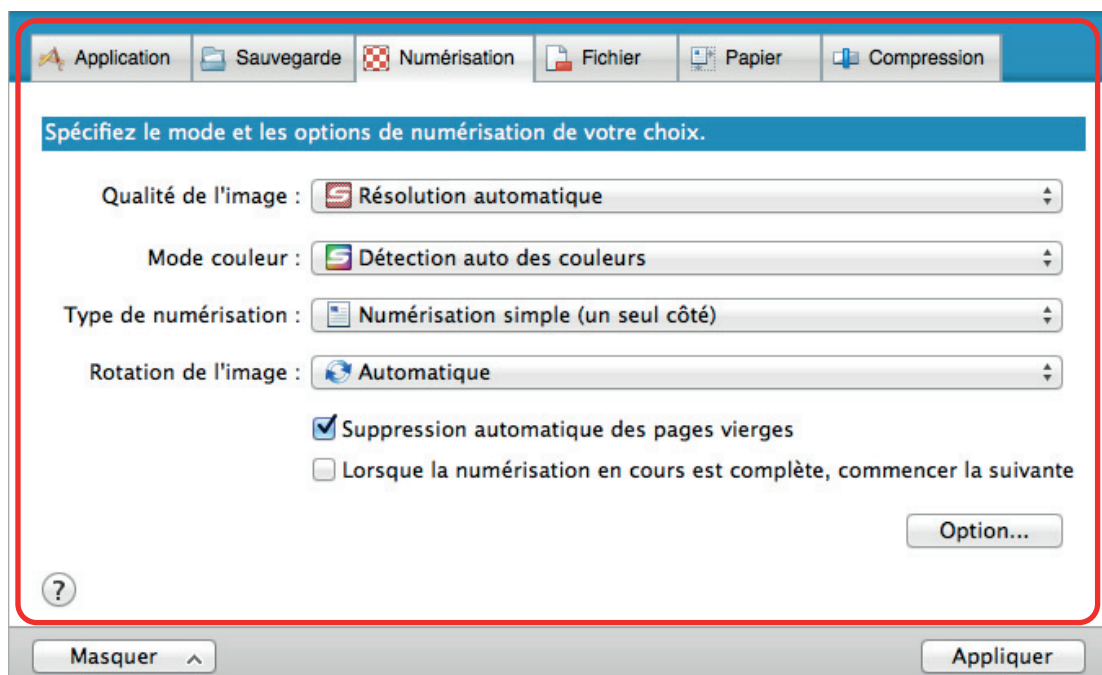 Application Sauvegarde Numérisation Fichier Papier Compression
Spécifiez le mode et les options de numérisation de votre choix.
Qualité de l'image : Résolution automatique
Mode couleur : Détection auto des couleurs
Type de numérisation : Numérisation simple (un seul côté)
Rotation de l'image : Automatique
Suppression automatique des pages vierges
Lorsque la numérisation en cours est complète, commencer la suivante
Option...
?
Masquer Appliquer